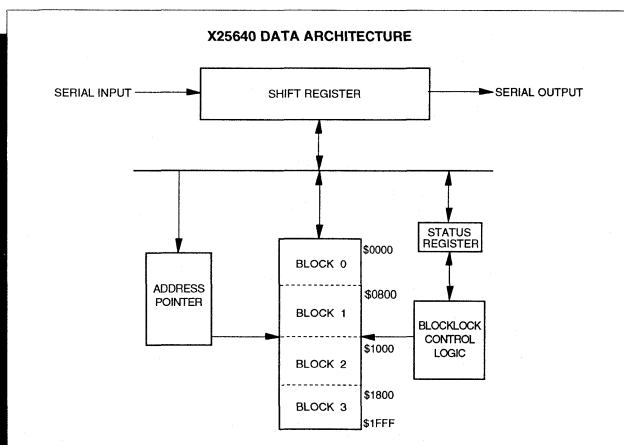 X25640 DATA ARCHITECTURE
SERIAL INPUT
SHIFT REGISTER
SERIAL OUTPUT
STATUS
REGISTER
ADDRESS
POINTER
BLOCK 0
$0000
BLOCK 1
$0800
BLOCK 2
$1000
BLOCK 3
$1800
$1FFF
BLOCKLOCK
CONTROL
LOGIC